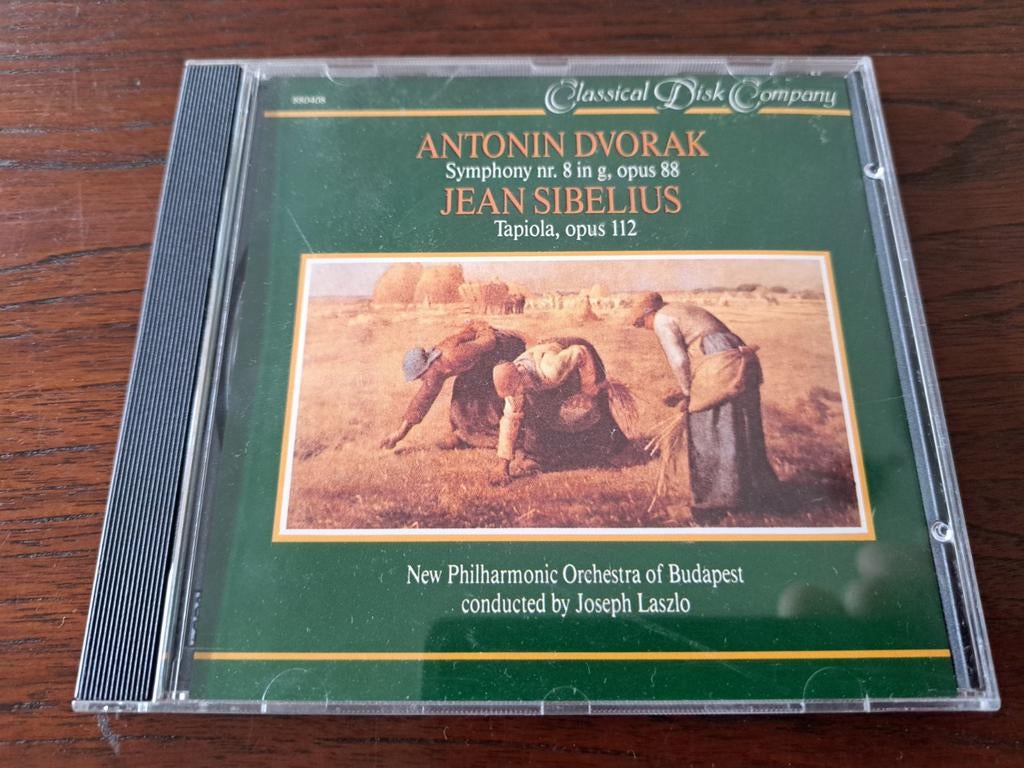 880408
Classical Disk Company
ANTONIN DVORAK
Symphony nr. 8 in g, opus 88
JEAN SIBELIUS
Tapiola, opus 112
New Philharmonic Orchestra of Budapest
conducted by Joseph Laszlo